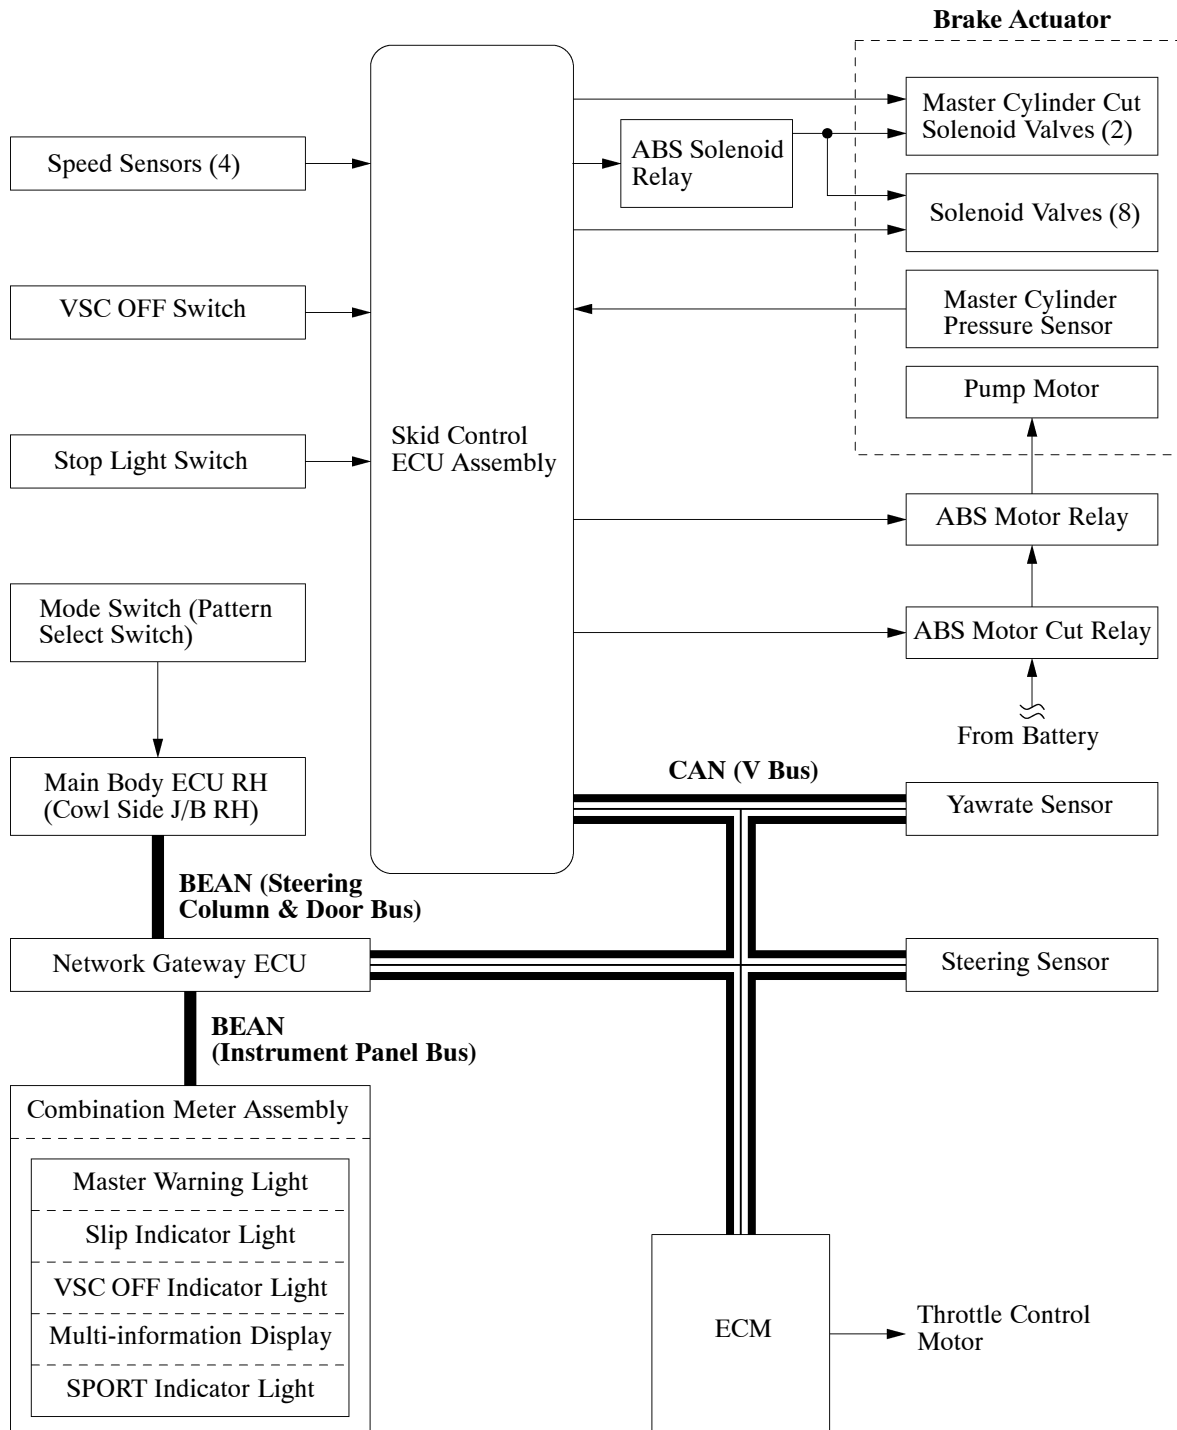 Brake Actuator
Master Cylinder Cut
Solenoid Valves (2)
ABS Solenoid
Relay
Speed Sensors (4)
Solenoid Valves (8)
VSC OFF Switch
Master Cylinder
Pressure Sensor
Pump Motor
Skid Control
ECU Assembly
Stop Light Switch
ABS Motor Relay
Mode Switch (Pattern
Select Switch)
ABS Motor Cut Relay
From Battery
Main Body ECU RH
(Cowl Side J/B RH)
CAN (V Bus)
Yawrate Sensor
BEAN (Steering
Column & Door Bus)
Network Gateway ECU
Steering Sensor
BEAN
(Instrument Panel Bus)
Combination Meter Assembly
Master Warning Light
Slip Indicator Light
VSC OFF Indicator Light
Multi-information Display
SPORT Indicator Light
ECM
Throttle Control
Motor